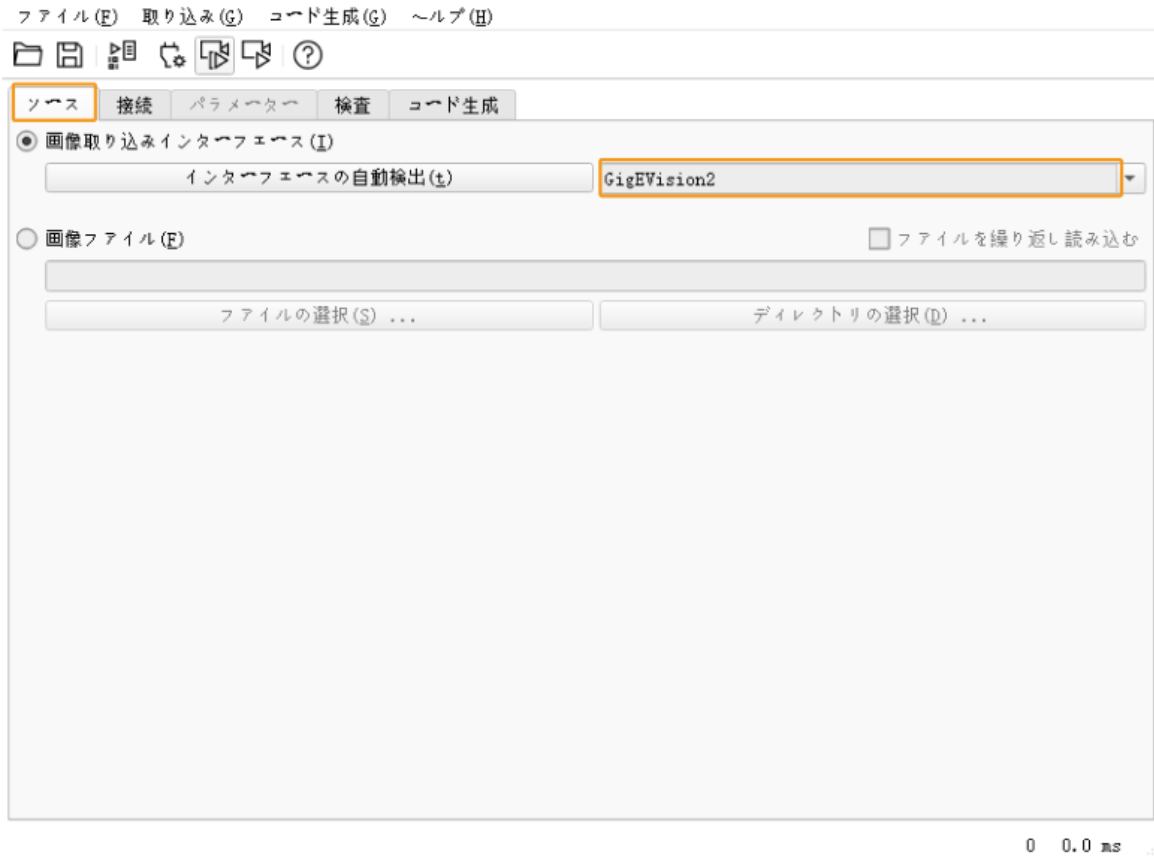 ファイル(F) 取り込み(G) コード生成(G) ヘルプ(H)
ソース 接続 パラメーター 検査 コード生成
画像取り込みインターフェース(I)
インターフェースの自動検出(t) GigEVision2
画像ファイル(F) ファイルを繰り返し読み込む
ファイルの選択(S) ... ディレクトリの選択(D) ...
0 0.0 ms